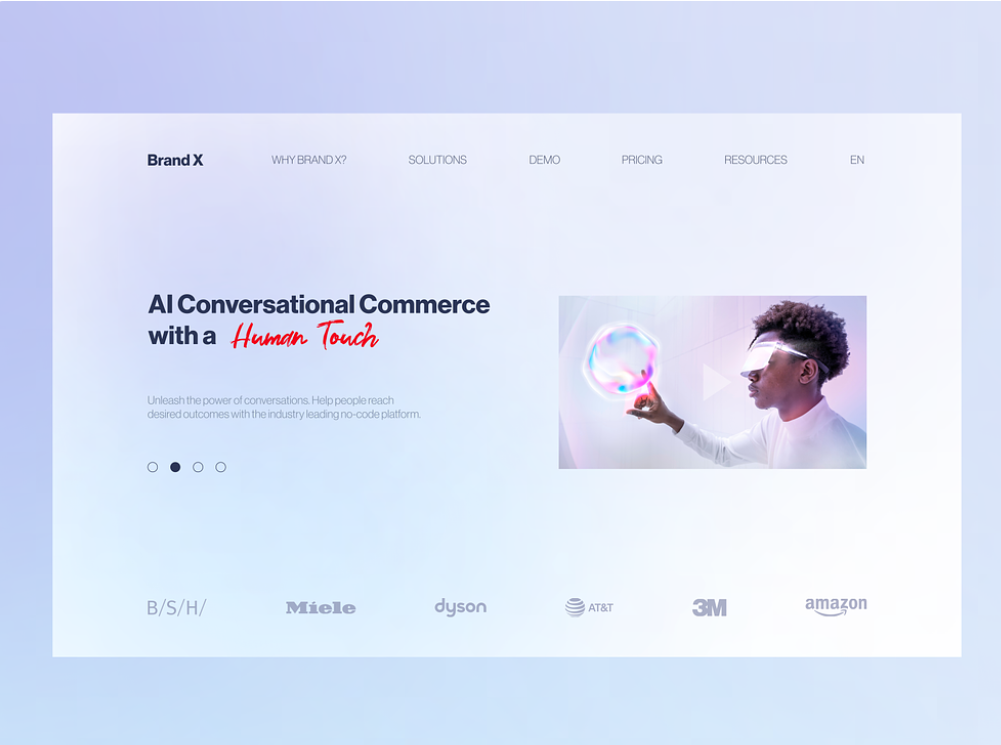 Brand X
WHY BRAND X?
SOLUTIONS
DEMO
PRICING
RESOURCES
EN
AI Conversational Commerce
with a Human Touch
Unleash the power of conversations. Help people reach
desired outcomes with the industry leading no-code platform.
B/S/H/
Miele
dyson
AT&T
3M
amazon